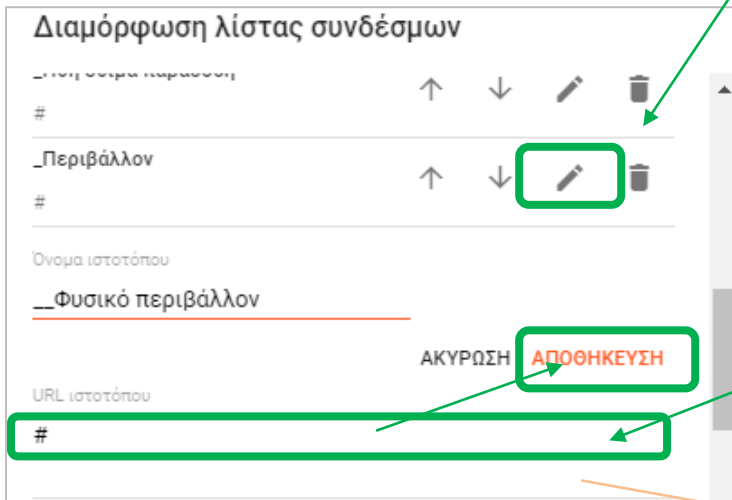 Διαμόρφωση λίστας συνδέσμων
#
_Περιβάλλον
#
Όνομα ιστοτόπου
__Φυσικό περιβάλλον
ΑΚΥΡΩΣΗ ΑΠΟΘΗΚΕΥΣΗ
URL ιστοτόπου
#